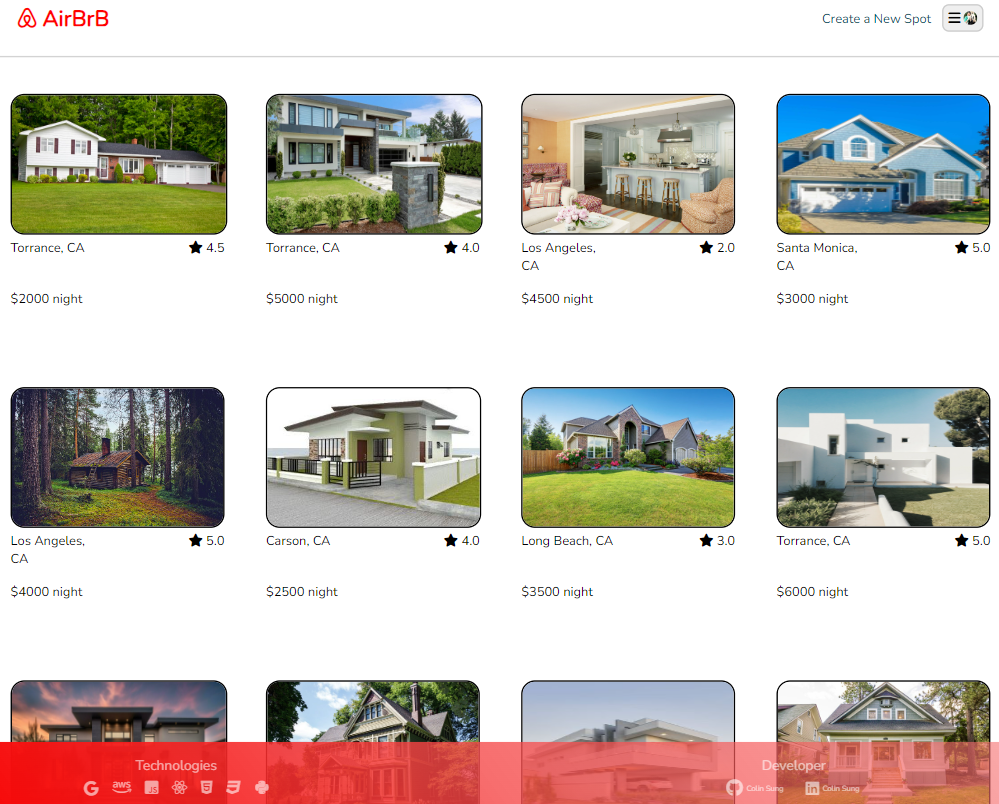 AirBrB
Create a New Spot
Torrance, CA ★ 4.5
$2000 night
Torrance, CA ★ 4.0
$5000 night
Los Angeles, ★ 2.0
CA
$4500 night
Santa Monica, ★ 5.0
CA
$3000 night
Los Angeles, ★ 5.0
CA
$4000 night
Carson, CA ★ 4.0
$2500 night
Long Beach, CA ★ 3.0
$3500 night
Torrance, CA ★ 5.0
$6000 night
Technologies
aws
Developer
Colin Sung
Colin Sung